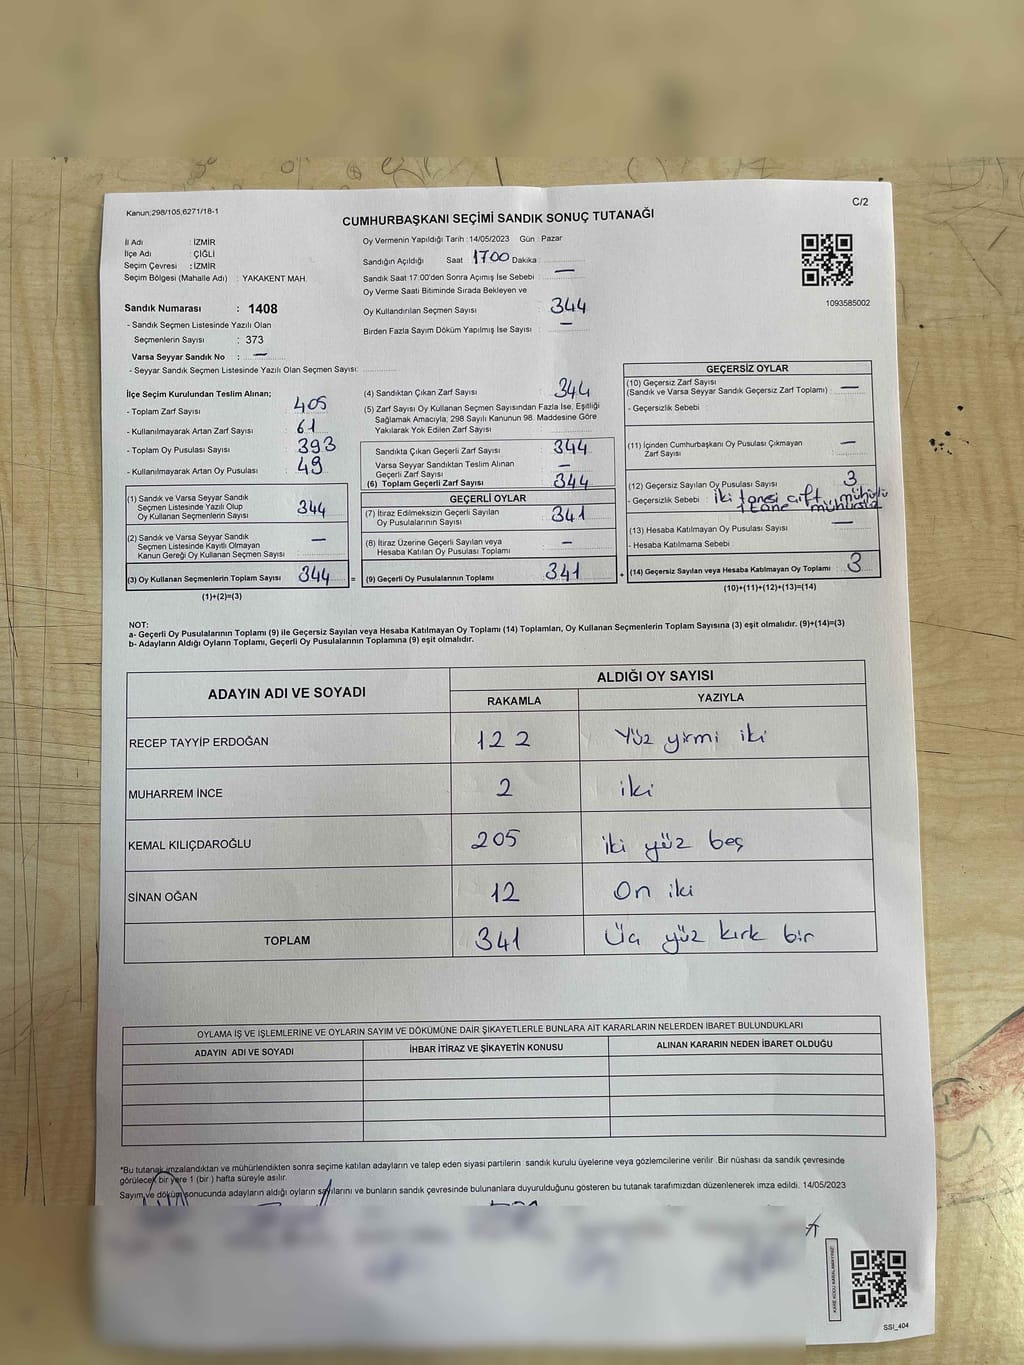 Kanun;298/105,6271/18-1
C/2
CUMHURBAŞKANI SEÇİMİ SANDIK SONUÇ TUTANAĞI
İl Adı : İZMİR
İlçe Adı : ÇİĞLİ
Seçim Çevresi : İZMİR
Seçim Bölgesi (Mahalle Adı) : YAKAKENT MAH.
Sandık Numarası : 1408
- Sandık Seçmen Listesinde Yazılı Olan
Seçmenlerin Sayısı : 373
Varsa Seyyar Sandık No : —
- Seyyar Sandık Seçmen Listesinde Yazılı Olan Seçmen Sayısı:
Oy Vermenin Yapıldığı Tarih :14/05/2023 Gün : Pazar
Sandığın Açıldığı Saat 1700 Dakika :
Sandık Saat 17:00'den Sonra Açımış İse Sebebi : —
Oy Verme Saati Bitiminde Sırada Bekleyen ve
Oy Kullandırılan Seçmen Sayısı : 344
Birden Fazla Sayım Döküm Yapılmış İse Sayısı : —
1093585002
İlçe Seçim Kurulundan Teslim Alınan;
- Toplam Zarf Sayısı : 405
- Kullanılmayarak Artan Zarf Sayısı : 61
- Toplam Oy Pusulası Sayısı : 393
- Kullanılmayarak Artan Oy Pusulası : 49
(1) Sandık ve Varsa Seyyar Sandık
Seçmen Listesinde Yazılı Olup
Oy Kullanan Seçmenlerin Sayısı : 344
(2) Sandık ve Varsa Seyyar Sandık
Seçmen Listesinde Kayıtlı Olmayan
Kanun Gereği Oy Kullanan Seçmen Sayısı : —
(3) Oy Kullanan Seçmenlerin Toplam Sayısı : 344 =
(1)+(2)=(3)
(4) Sandıktan Çıkan Zarf Sayısı : 344
(5) Zarf Sayısı Oy Kullanan Seçmen Sayısından Fazla İse, Eşitliği
Sağlamak Amacıyla, 298 Sayılı Kanunun 98. Maddesine Göre
Yakılarak Yok Edilen Zarf Sayısı :
Sandıkta Çıkan Geçerli Zarf Sayısı : 344
Varsa Seyyar Sandıktan Teslim Alınan
Geçerli Zarf Sayısı : —
(6) Toplam Geçerli Zarf Sayısı : 344
GEÇERLİ OYLAR
(7) İtiraz Edilmeksizin Geçerli Sayılan
Oy Pusulalarının Sayısı : 341
(8) İtiraz Üzerine Geçerli Sayılan veya
Hesaba Katılan Oy Pusulası Toplamı : —
(9) Geçerli Oy Pusulalarının Toplamı : 341 +
GEÇERSİZ OYLAR
(10) Geçersiz Zarf Sayısı
(Sandık ve Varsa Seyyar Sandık Geçersiz Zarf Toplamı) : —
- Geçersizlik Sebebi :
(11) İçinden Cumhurbaşkanı Oy Pusulası Çıkmayan
Zarf Sayısı : —
(12) Geçersiz Sayılan Oy Pusulası Sayısı : 3
- Geçersizlik Sebebi : iki tanesi çift mühürlü
1 tane mühürsüz
(13) Hesaba Katılmayan Oy Pusulası Sayısı : —
- Hesaba Katılmama Sebebi :
(14) Geçersiz Sayılan veya Hesaba Katılmayan Oy Toplamı : 3
(10)+(11)+(12)+(13)=(14)
NOT:
a- Geçerli Oy Pusulalarının Toplamı (9) ile Geçersiz Sayılan veya Hesaba Katılmayan Oy Toplamı (14) Toplamları, Oy Kullanan Seçmenlerin Toplam Sayısına (3) eşit olmalıdır. (9)+(14)=(3)
b- Adayların Aldığı Oyların Toplamı, Geçerli Oy Pusulalarının Toplamına (9) eşit olmalıdır.
ADAYIN ADI VE SOYADI
ALDIĞI OY SAYISI
RAKAMLA YAZIYLA
RECEP TAYYİP ERDOĞAN 122 Yüz yirmi iki
MUHARREM İNCE 2 iki
KEMAL KILIÇDAROĞLU 205 iki yüz beş
SİNAN OĞAN 12 On iki
TOPLAM 341 Üç yüz kırk bir
OYLAMA İŞ VE İŞLEMLERİNE VE OYLARIN SAYIM VE DÖKÜMÜNE DAİR ŞİKAYETLERLE BUNLARA AİT KARARLARIN NELERDEN İBARET BULUNDUKLARI
ADAYIN ADI VE SOYADI İHBAR İTİRAZ VE ŞİKAYETİN KONUSU ALINAN KARARIN NEDEN İBARET OLDUĞU
*Bu tutanak imzalandıktan ve mühürlendikten sonra seçime katılan adayların ve talep eden siyasi partilerin sandık kurulu üyelerine veya gözlemcilerine verilir .Bir nüshası da sandık çevresinde
görülecek bir yere 1 (bir ) hafta süreyle asılır.
Sayım ve döküm sonucunda adayların aldığı oyların sayılarını ve bunların sandık çevresinde bulunanlara duyurulduğunu gösteren bu tutanak tarafımızdan düzenlenerek imza edildi. 14/05/2023
SSI_404